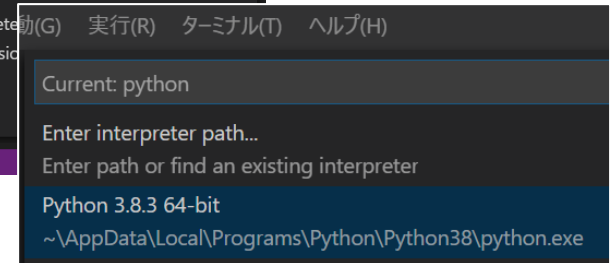 動(G) 実行(R) ターミナル(T) ヘルプ(H)
Current: python
Enter interpreter path...
Enter path or find an existing interpreter
Python 3.8.3 64-bit
~\AppData\Local\Programs\Python\Python38\python.exe